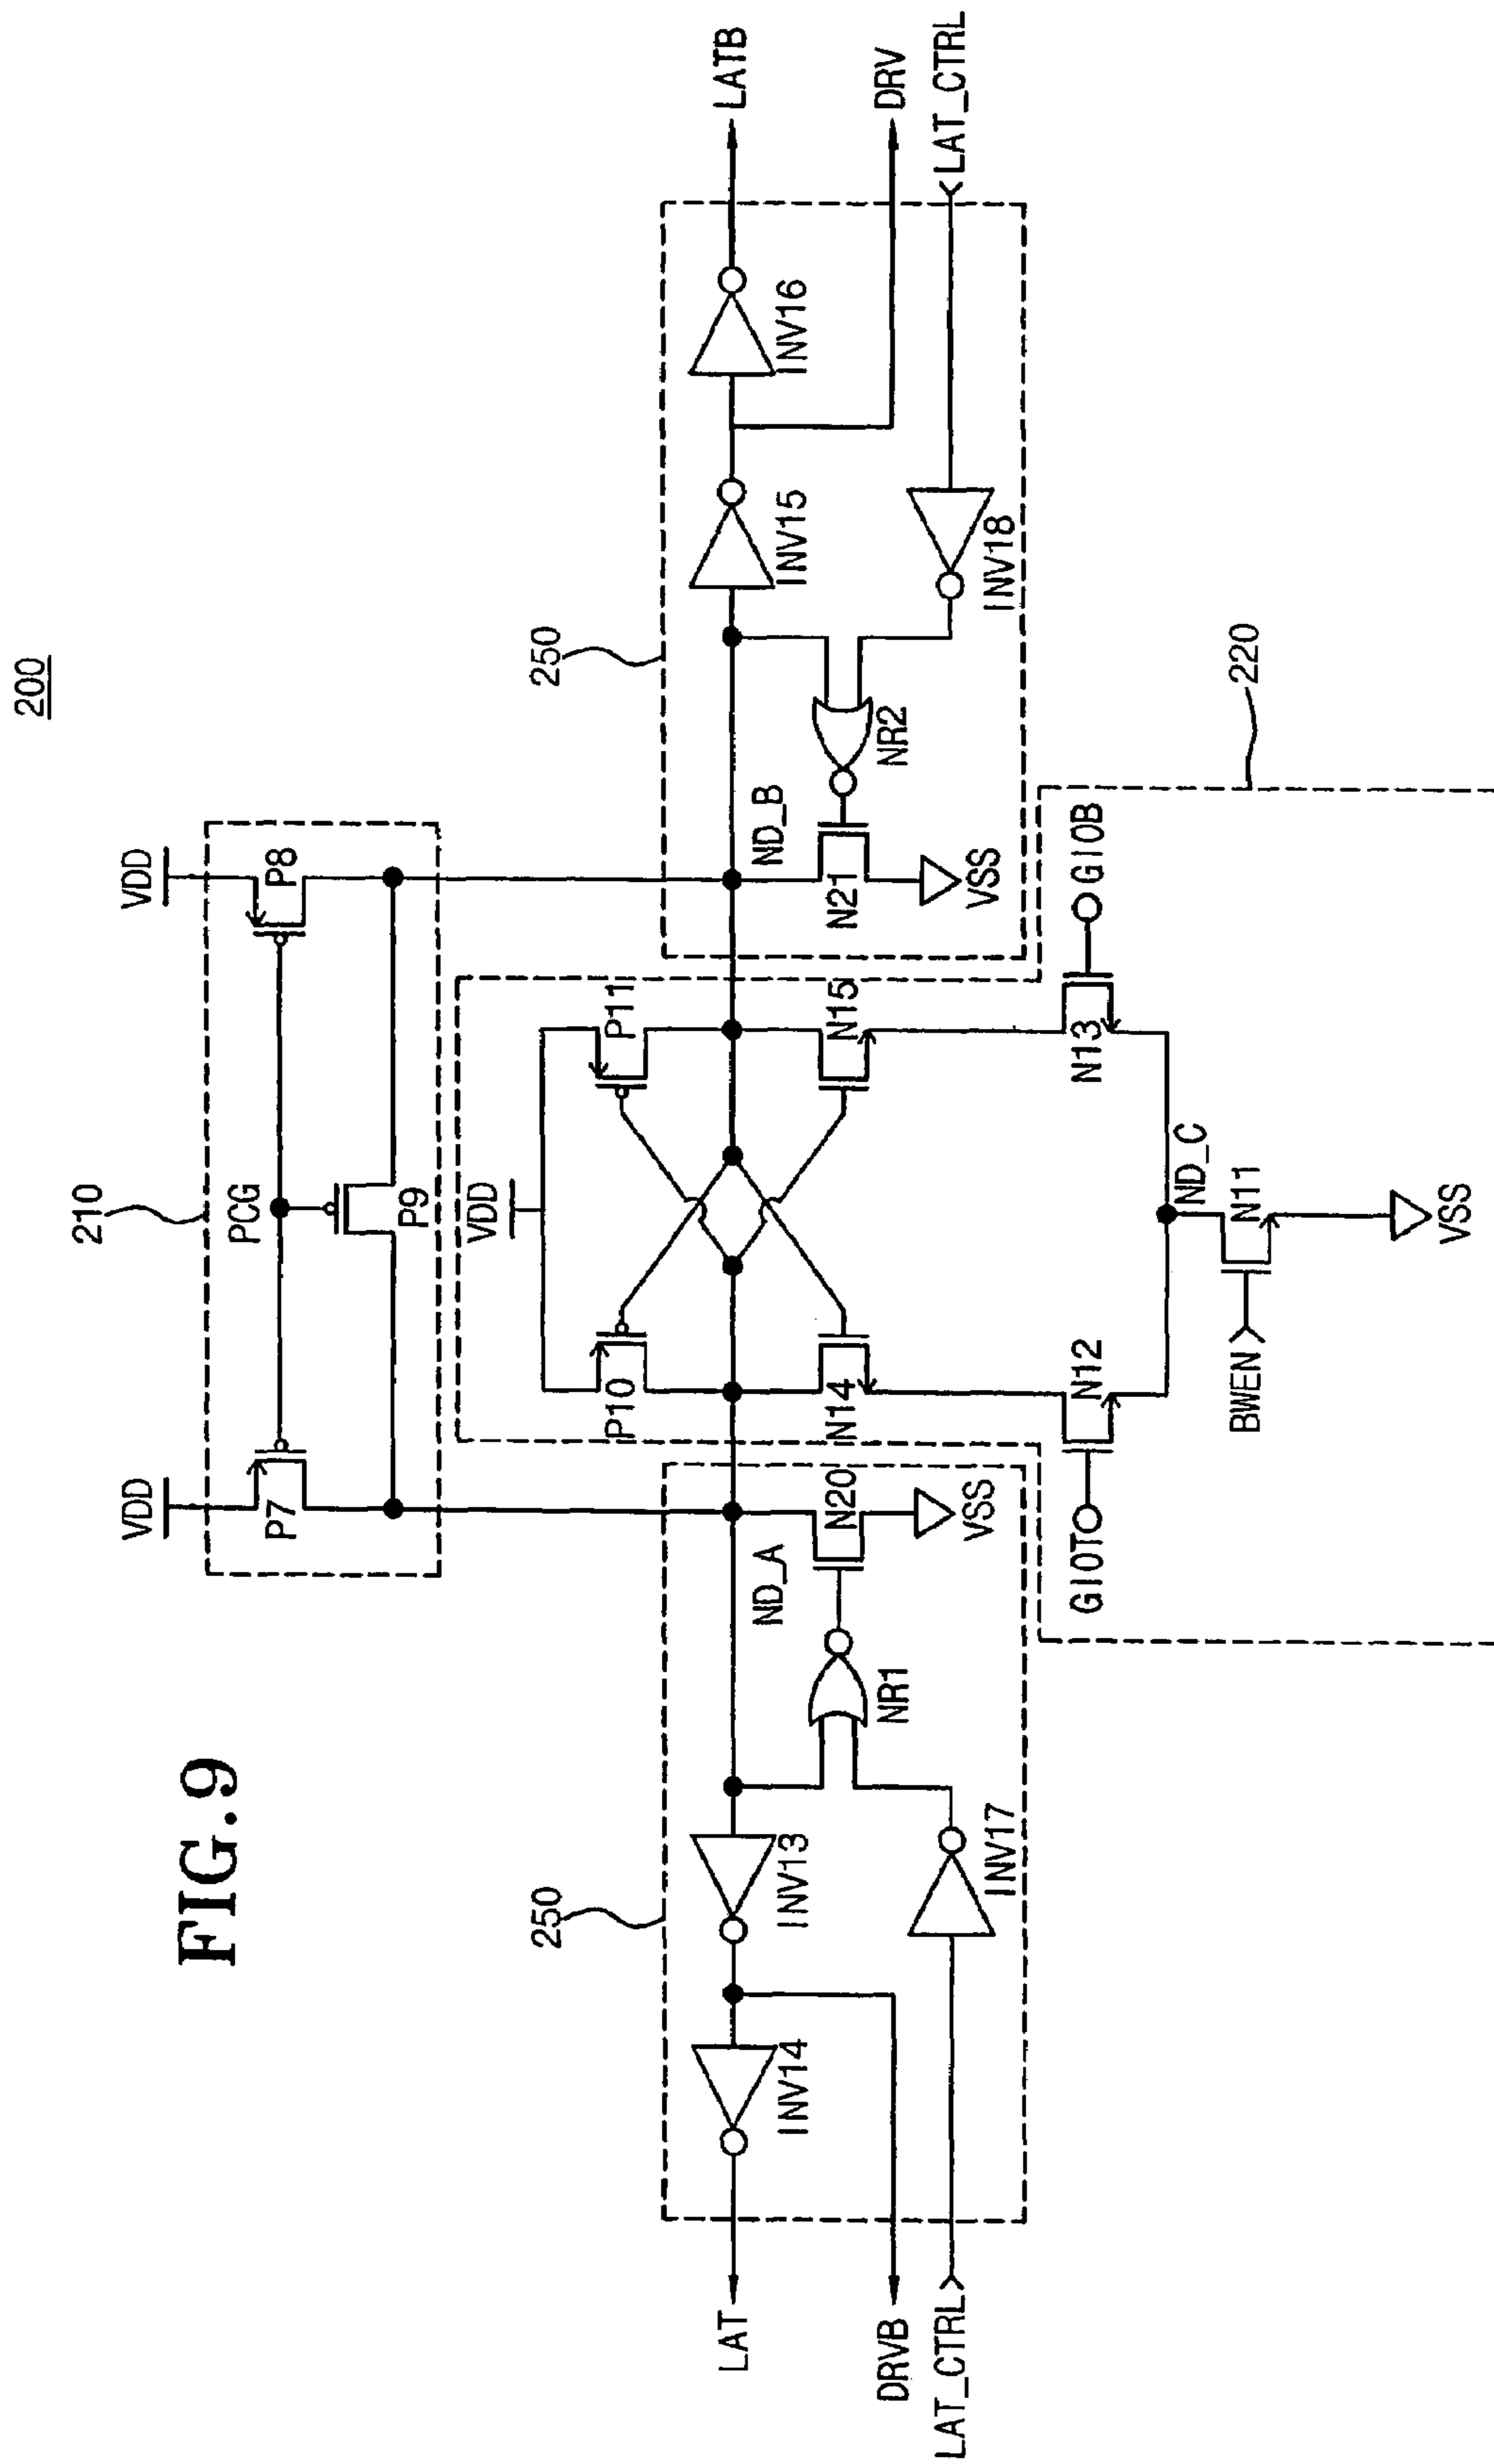 FIG.9
200
210
VDD
VDD
P7
PCG
P8
P9
VDD
P10
P11
250
250
LAT
INV14
INV13
ND_A
ND_B
INV15
INV16
LATB
N20
N14
N15
N21
DRVB
NR1
NR2
DRV
VSS
VSS
LAT_CTRL
INV17
INV18
LAT_CTRL
GIOT
N12
N13
GIOB
ND_C
BWEN
N11
220
VSS